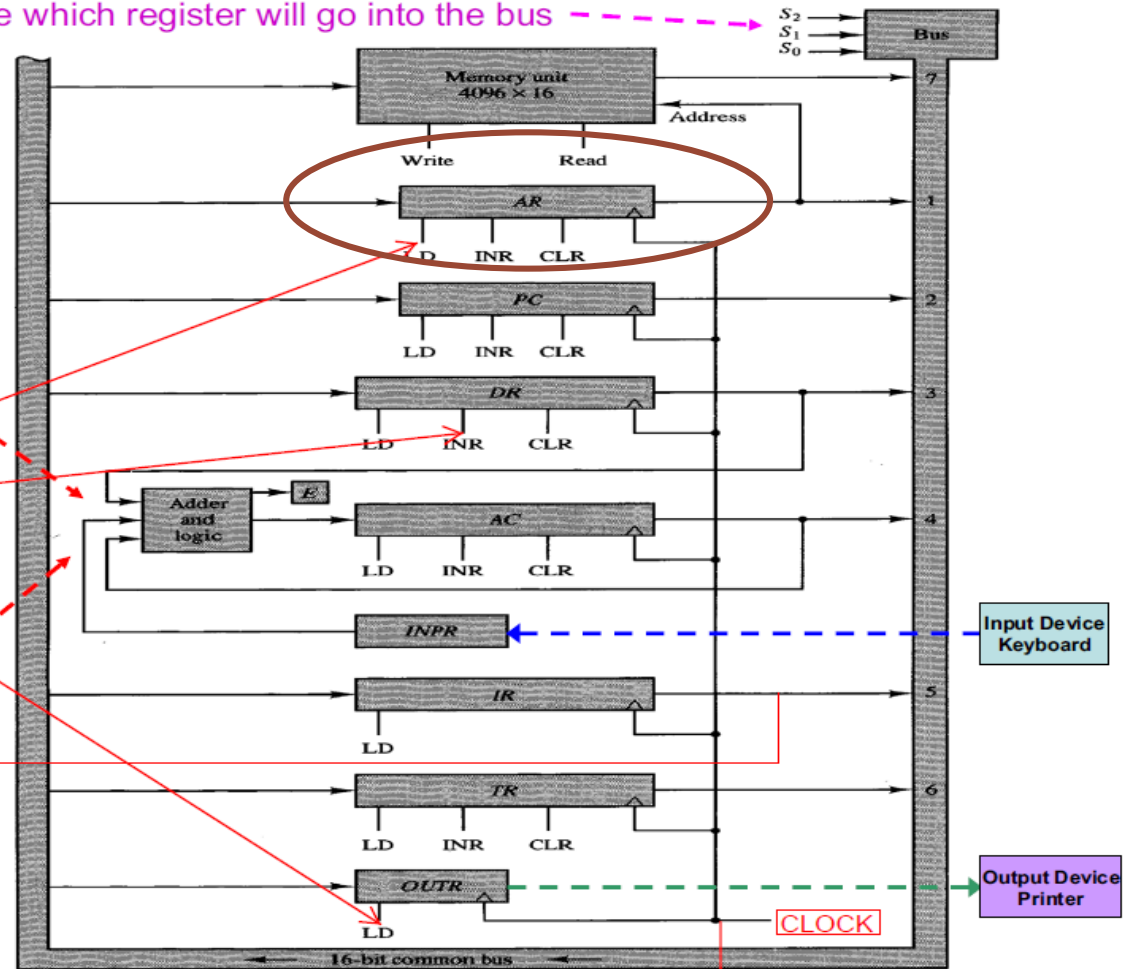 e which register will go into the bus
S₂
S₁
S₀
Bus
Memory unit
4096 × 16
7
Address
Write Read
AR
1
LD INR CLR
PC
2
LD INR CLR
DR
3
LD INR CLR
Adder
and
logic
E
AC
4
LD INR CLR
INPR
Input Device
Keyboard
IR
5
LD
TR
6
LD INR CLR
OUTR
Output Device
Printer
LD
CLOCK
16-bit common bus